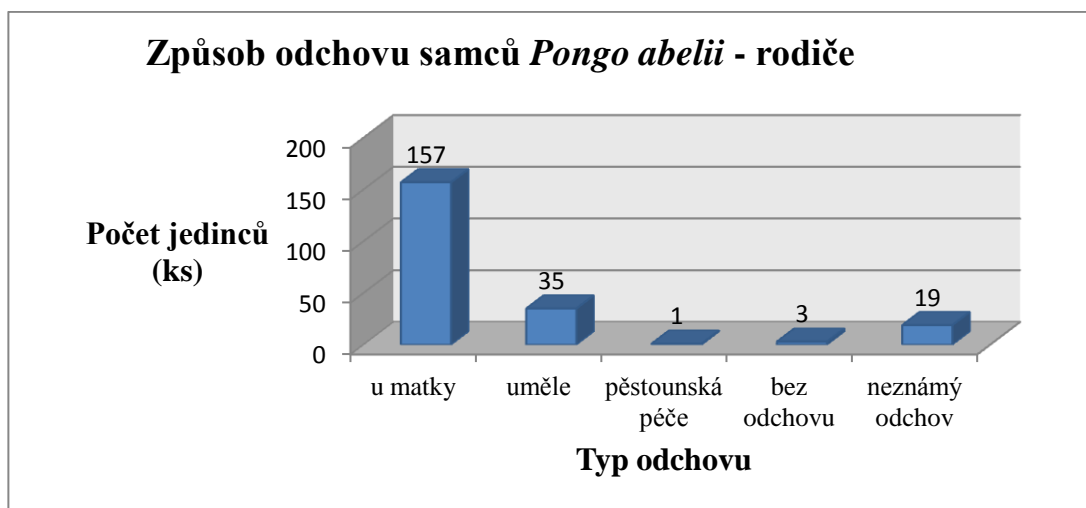 Způsob odchovu samců Pongo abelii - rodiče
Počet jedinců
(ks)
200
150
100
50
0
157
35
1
3
19
u matky
uměle
pěstounská
péče
bez
odchovu
neznámý
odchov
Typ odchovu